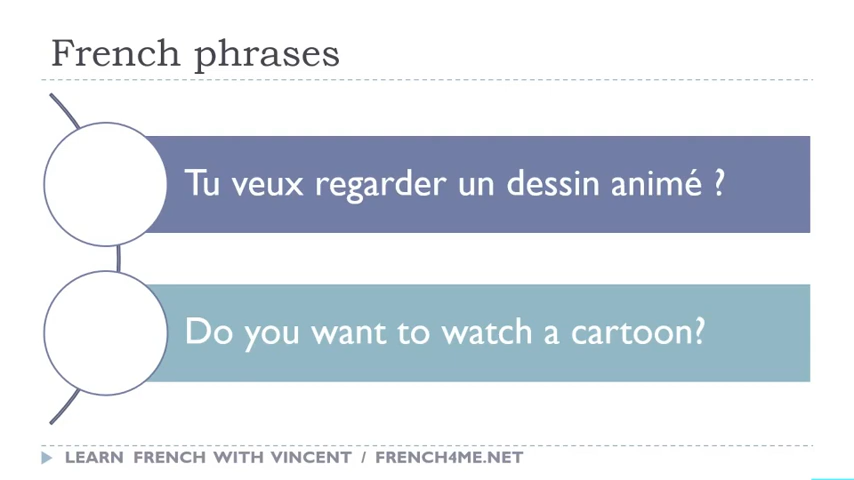 French phrases
Tu veux regarder un dessin animé ?
Do you want to watch a cartoon?
LEARN FRENCH WITH VINCENT / FRENCH4ME.NET